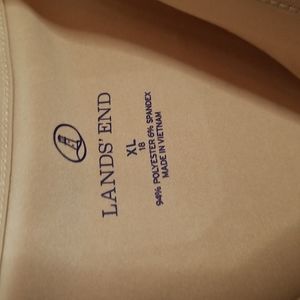 LANDS' END
XL
18
94% POLYESTER 6% SPANDEX
MADE IN VIETNAM